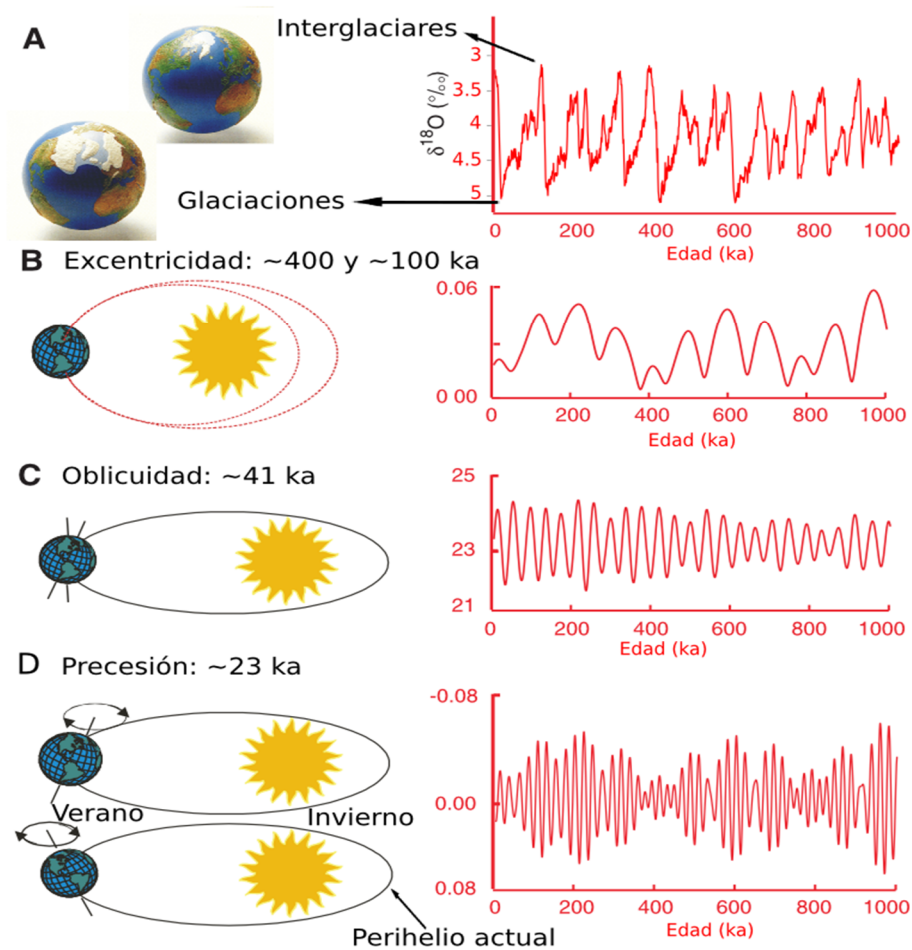 A
Interglaciares
Glaciaciones
δ18O (‰)
3
3.5
4
4.5
5
0 200 400 600 800 1000
Edad (ka)
B Excentricidad: ~400 y ~100 ka
0.06
0 00
0 200 400 600 800 1000
Edad (ka)
C Oblicuidad: ~41 ka
25
23
21
0 200 400 600 800 1000
Edad (ka)
D Precesión: ~23 ka
Verano
Invierno
Perihelio actual
-0.08
0.00
0.08
0 200 400 600 800 1000
Edad (ka)